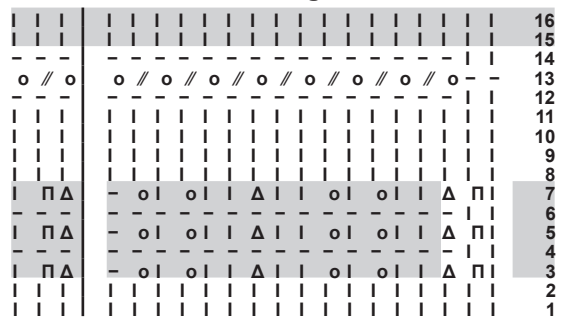 I I I I I I I I I I I I I I I I I I I I 16
I I I I I I I I I I I I I I I I I I I I 15
- - - - - - - - - - - - - - - - - - I I 14
o // o o // o // o // o // o // o // o // o - - 13
- - - - - - - - - - - - - - - - - - I I 12
I I I I I I I I I I I I I I I I I I I I 11
I I I I I I I I I I I I I I I I I I I I 10
I I I I I I I I I I I I I I I I I I I I 9
I I I I I I I I I I I I I I I I I I I I 8
I Π Δ - o I o I I Δ I I o I o I I Δ Π I 7
- - - - - - - - - - - - - - - - - - I I 6
I Π Δ - o I o I I Δ I I o I o I I Δ Π I 5
- - - - - - - - - - - - - - - - - - I I 4
I Π Δ - o I o I I Δ I I o I o I I Δ Π I 3
I I I I I I I I I I I I I I I I I I I I 2
I I I I I I I I I I I I I I I I I I I I 1